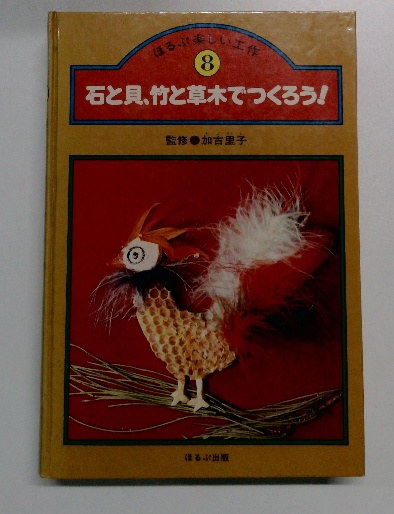 ほるぷ楽しい工作
8
石と貝、竹と草木でつくろう!
監修●加古里子
ほるぷ出版